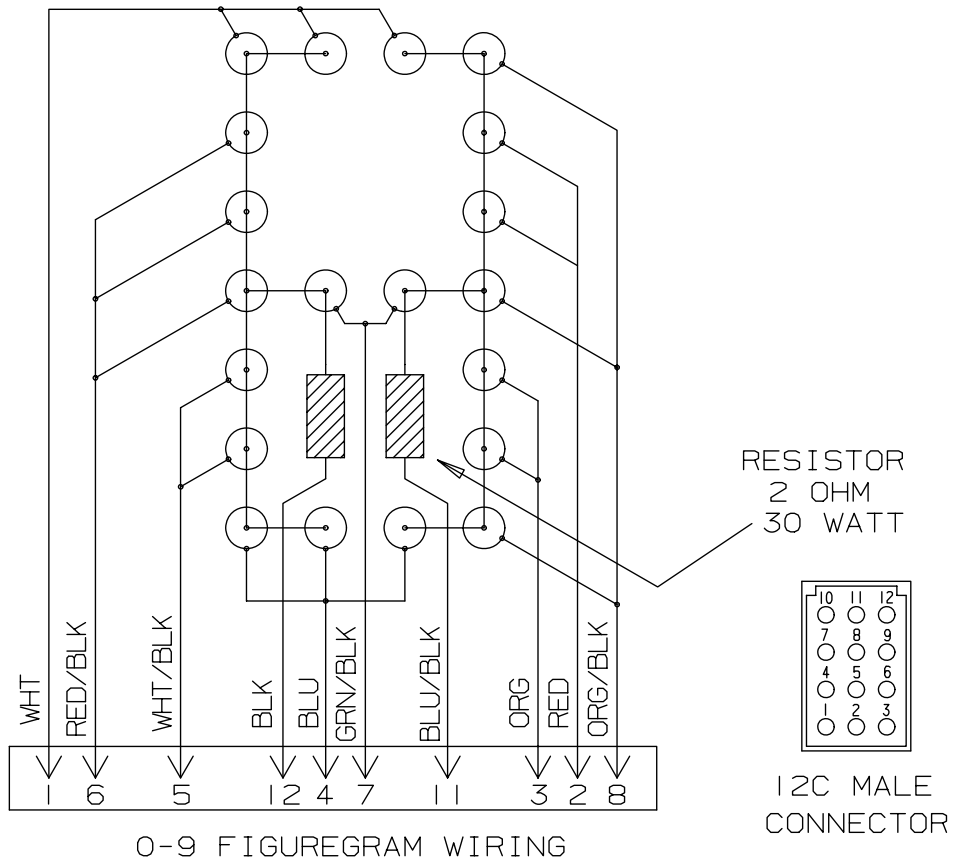 RESISTOR
2 OHM
30 WATT
10 11 12
7 8 9
4 5 6
1 2 3
12C MALE
CONNECTOR
WHT
RED/BLK
WHT/BLK
BLK
BLU
GRN/BLK
BLU/BLK
ORG
RED
ORG/BLK
1 6 5 12 4 7 11 3 2 8
0-9 FIGUREGRAM WIRING